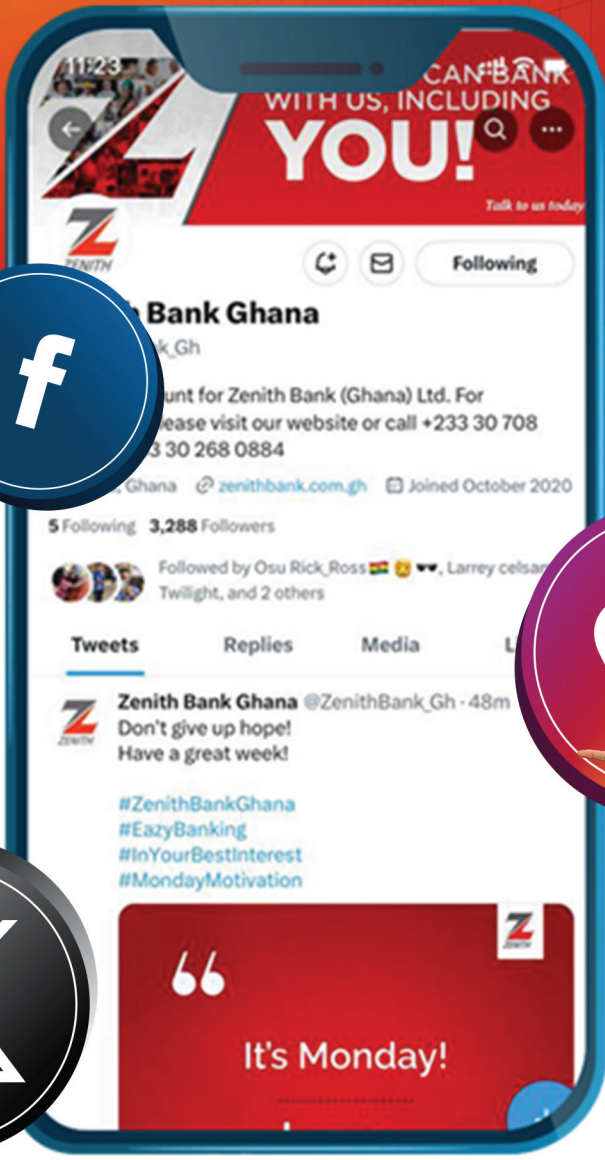 11:23
CAN BANK
WITH US, INCLUDING
YOU!
Talk to us today
ZENITH
Following
Bank Ghana
k_Gh
unt for Zenith Bank (Ghana) Ltd. For
ease visit our website or call +233 30 708
3 30 268 0884
Ghana zenithbank.com.gh Joined October 2020
5 Following 3,288 Followers
Followed by Osu Rick_Ross🇬🇭 🦁 🕶️, Larrey celsa
Twilight, and 2 others
Tweets Replies Media L
Zenith Bank Ghana @ZenithBank_Gh · 48m
ZENITH
Don't give up hope!
Have a great week!
#ZenithBankGhana
#EazyBanking
#InYourBestInterest
#MondayMotivation
ZENITH
“
It's Monday!